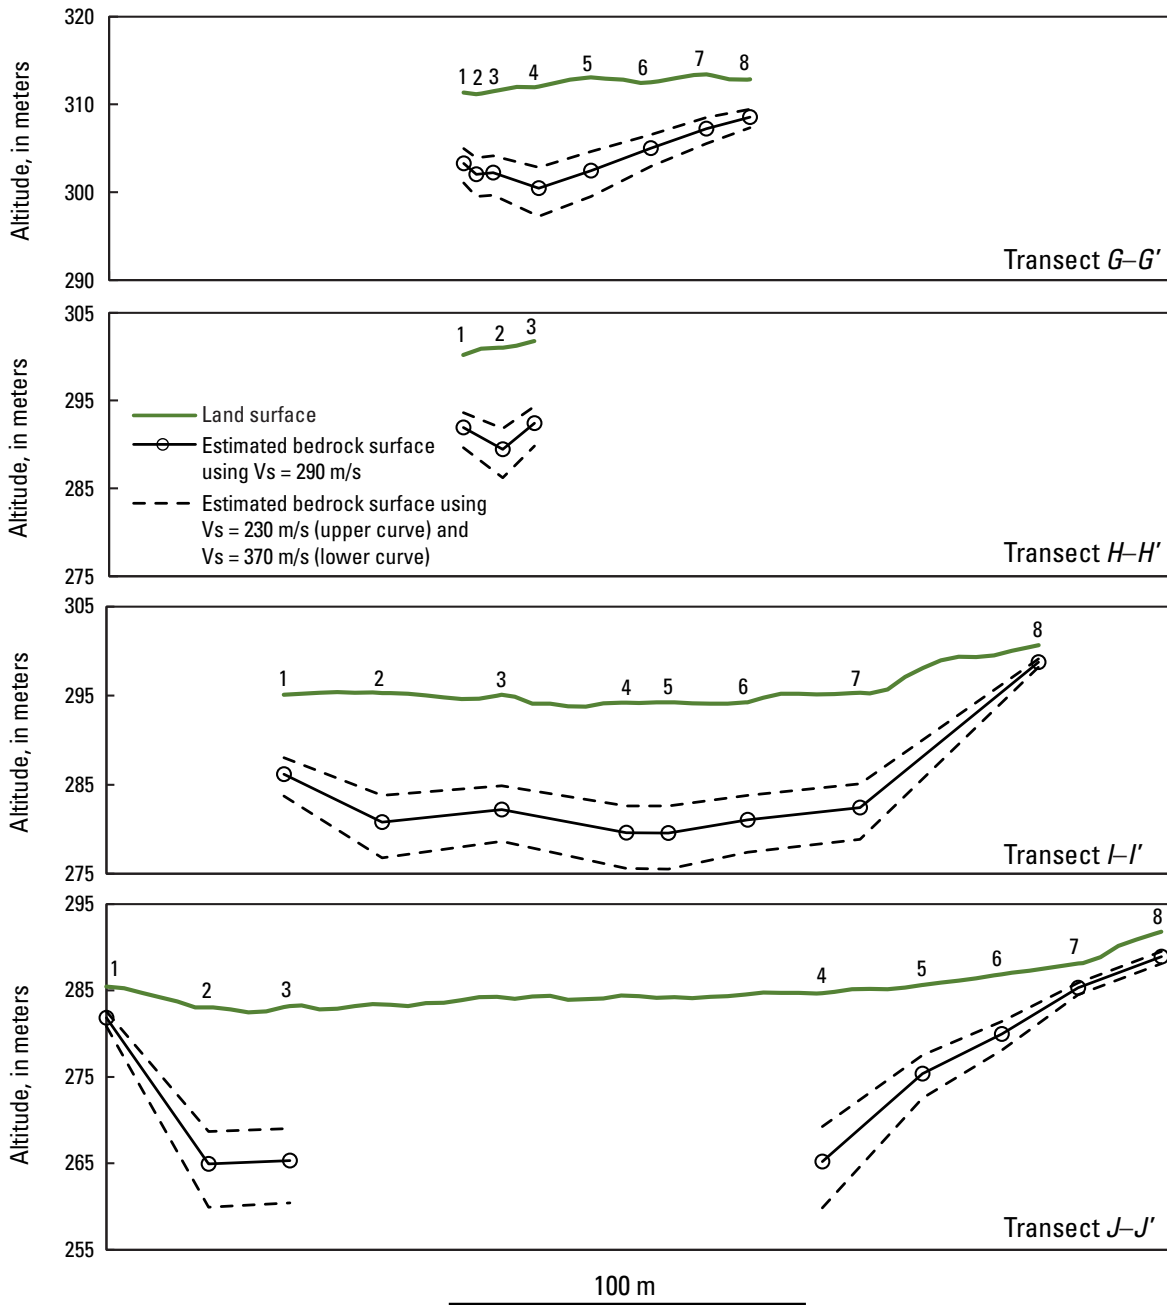 320
310
300
290
Altitude, in meters
1 2 3 4 5 6 7 8
Transect G–G′
305
295
285
275
Altitude, in meters
1 2 3
Land surface
Estimated bedrock surface
using Vs = 290 m/s
Estimated bedrock surface using
Vs = 230 m/s (upper curve) and
Vs = 370 m/s (lower curve)
Transect H–H′
305
295
285
275
Altitude, in meters
1 2 3 4 5 6 7 8
Transect I–I′
295
285
275
265
255
Altitude, in meters
1 2 3 4 5 6 7 8
Transect J–J′
100 m